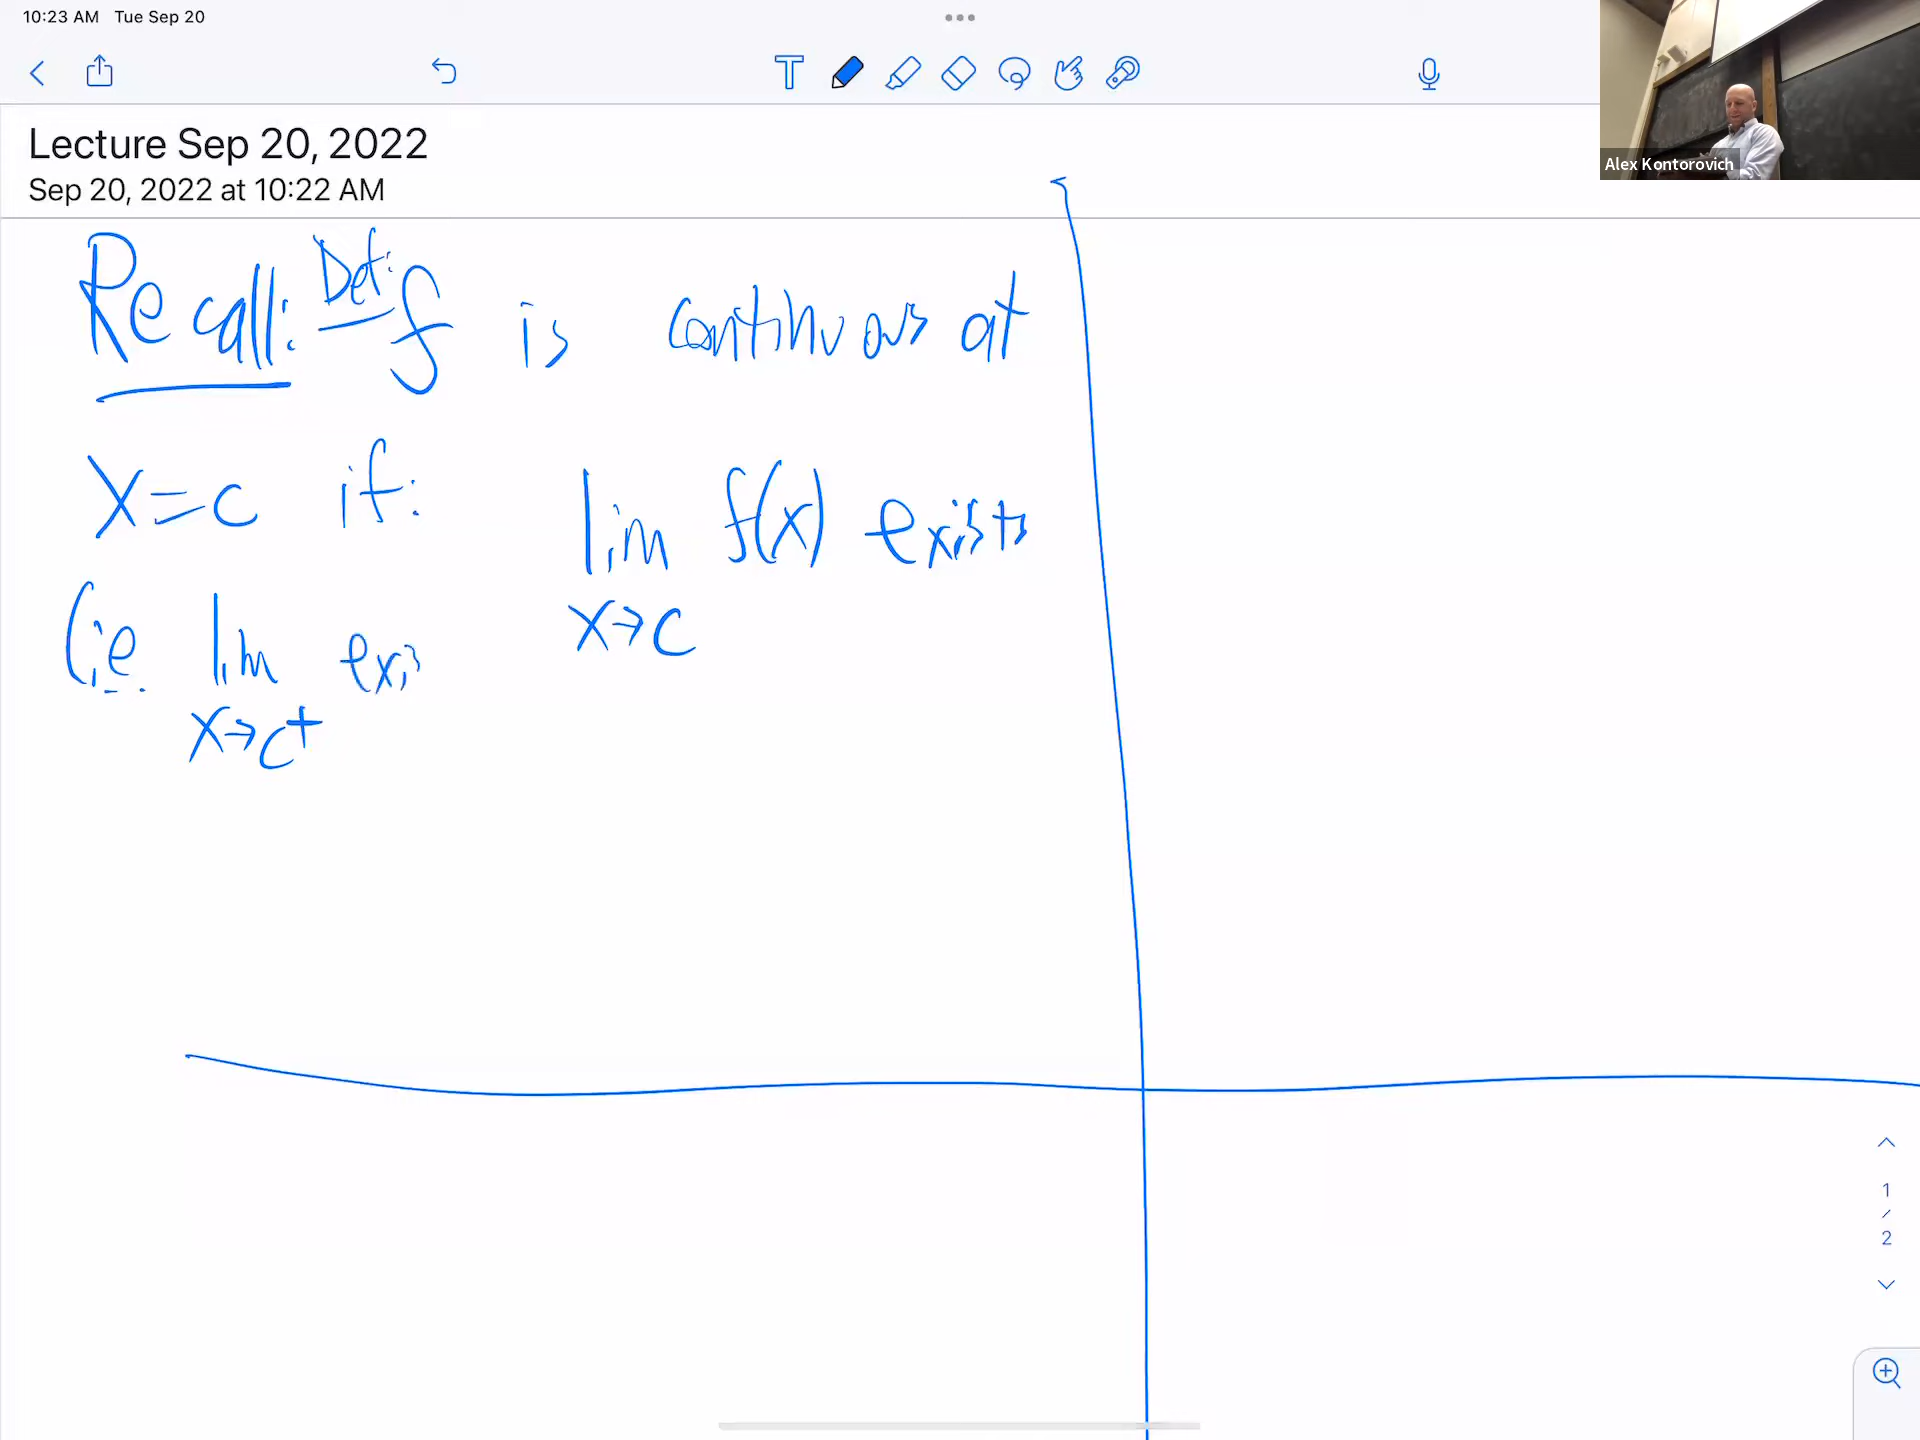 10:23 AM Tue Sep 20
Alex Kontorovich
Lecture Sep 20, 2022
Sep 20, 2022 at 10:22 AM
Recall: Def: f is continuous at
x=c if: lim f(x) exists
x→c
(i.e. lim exis
x→c+
1
/
2